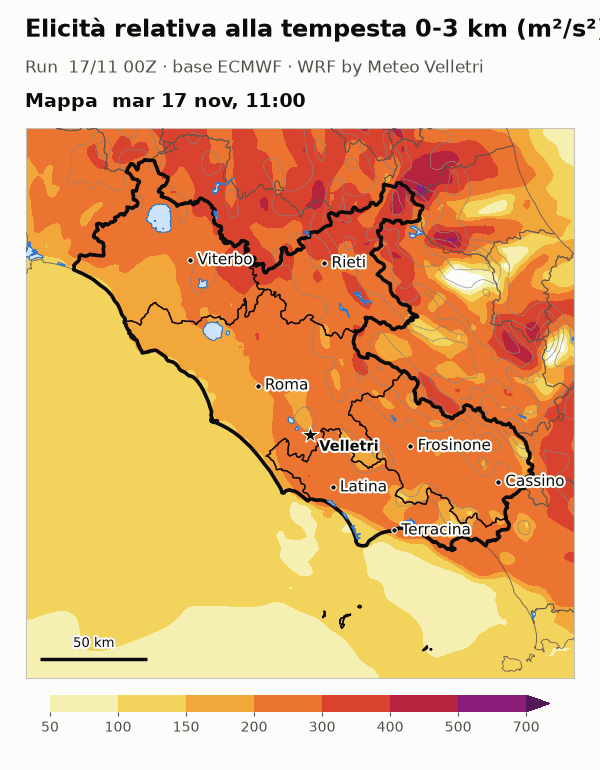 Elicità relativa alla tempesta 0-3 km (m²/s²)
Run 17/11 00Z · base ECMWF · WRF by Meteo Velletri
Mappa mar 17 nov, 11:00
Viterbo
Rieti
Roma
Velletri
Frosinone
Latina
Cassino
Terracina
50 km
50 100 150 200 300 400 500 700